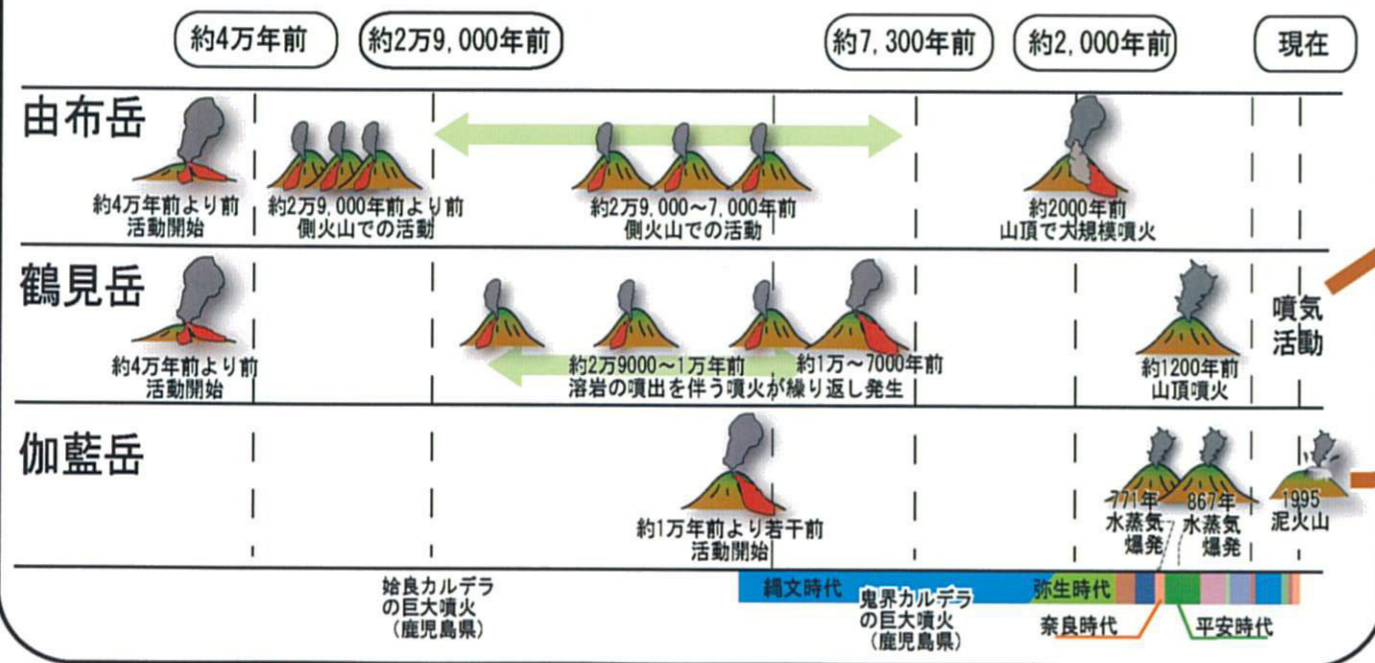 約4万年前
約2万9,000年前
約7,300年前
約2,000年前
現在
由布岳
約4万年前より前
活動開始
約2万9,000年前より前
側火山での活動
約2万9,000～7,000年前
側火山での活動
約2000年前
山頂で大規模噴火
鶴見岳
約4万年前より前
活動開始
約2万9000～1万年前
約1万～7000年前
溶岩の噴出を伴う噴火が繰り返し発生
約1200年前
山頂噴火
噴気
活動
伽藍岳
約1万年前より若干前
活動開始
771年
水蒸気
爆発
867年
水蒸気
爆発
1995
泥火山
姶良カルデラ
の巨大噴火
（鹿児島県）
縄文時代
鬼界カルデラ
の巨大噴火
（鹿児島県）
弥生時代
奈良時代
平安時代